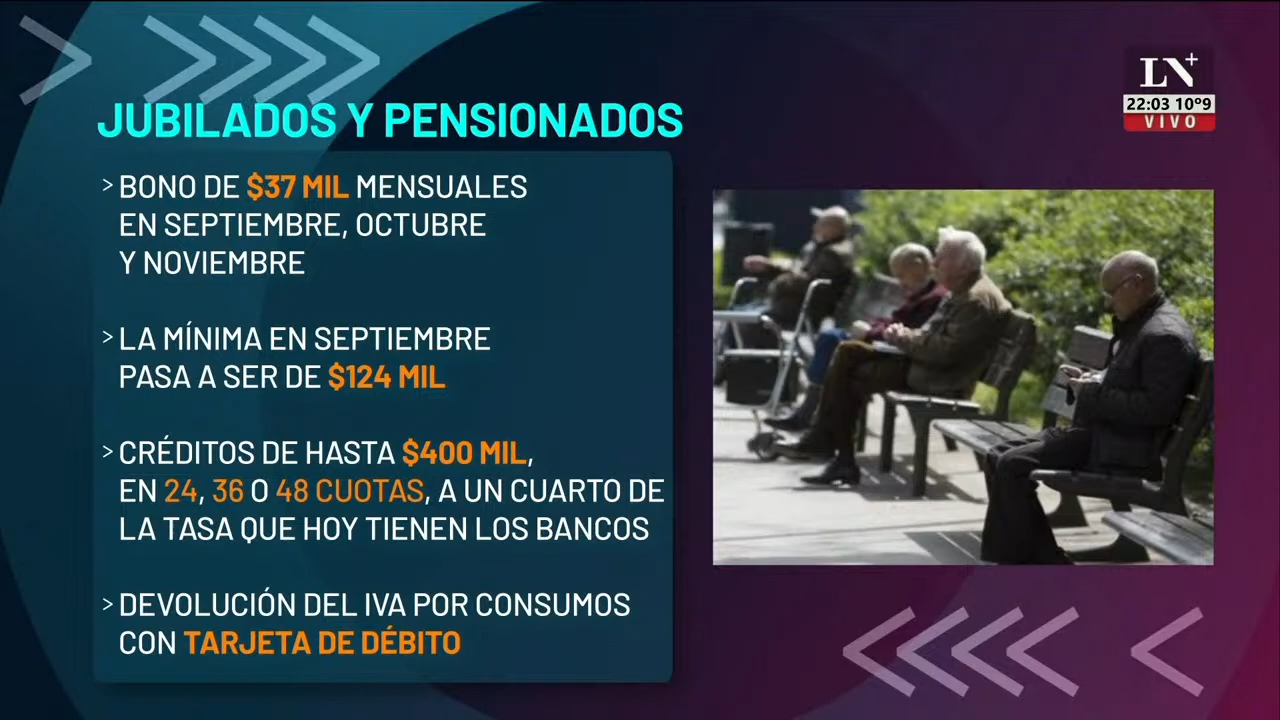 JUBILADOS Y PENSIONADOS
> BONO DE $37 MIL MENSUALES
EN SEPTIEMBRE, OCTUBRE
Y NOVIEMBRE
> LA MÍNIMA EN SEPTIEMBRE
PASA A SER DE $124 MIL
> CRÉDITOS DE HASTA $400 MIL,
EN 24, 36 O 48 CUOTAS, A UN CUARTO DE
LA TASA QUE HOY TIENEN LOS BANCOS
> DEVOLUCIÓN DEL IVA POR CONSUMOS
CON TARJETA DE DÉBITO
LN+
22:03 10º9
VIVO